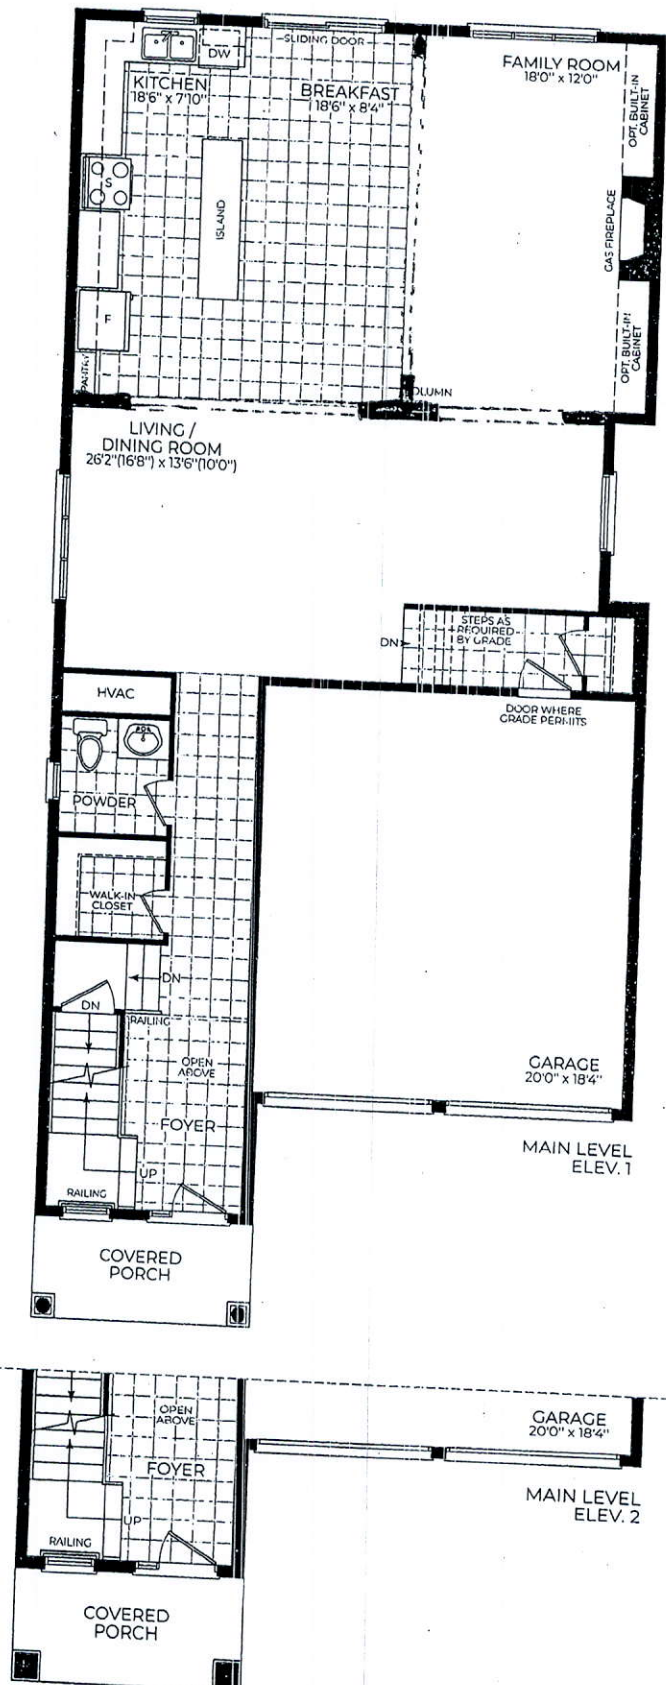 SLIDING DOOR
DW
KITCHEN
18'6" x 7'10"
BREAKFAST
18'6" x 8'4"
FAMILY ROOM
18'0" x 12'0"
OPT. BUILT-IN
CABINET
S
ISLAND
GAS FIREPLACE
F
OPT. BUILT-IN
CABINET
PANTRY
COLUMN
LIVING /
DINING ROOM
26'2"(16'8") x 13'6"(10'0")
STEPS AS
REQUIRED
BY GRADE
DN
DOOR WHERE
GRADE PERMITS
HVAC
POWDER
WALK-IN
CLOSET
DN
DN
RAILING
OPEN
ABOVE
FOYER
GARAGE
20'0" x 18'4"
UP
RAILING
MAIN LEVEL
ELEV. 1
COVERED
PORCH
OPEN
ABOVE
GARAGE
20'0" x 18'4"
FOYER
MAIN LEVEL
ELEV. 2
UP
RAILING
COVERED
PORCH